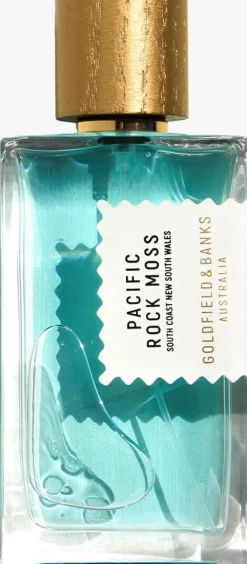 PACIFIC
ROCK MOSS
SOUTH COAST NEW SOUTH WALES
GOLDFIELD & BANKS
AUSTRALIA